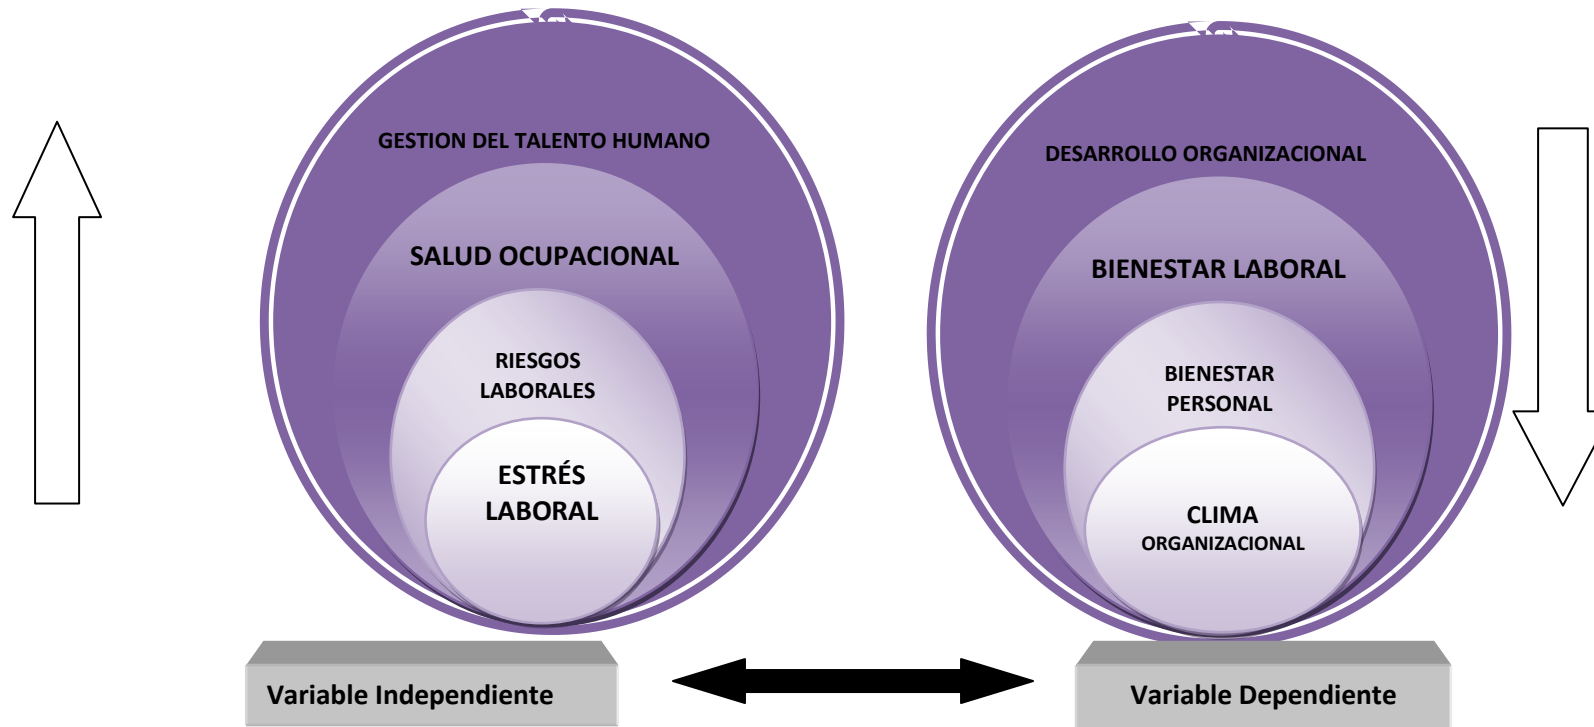 GESTION DEL TALENTO HUMANO
SALUD OCUPACIONAL
RIESGOS
LABORALES
ESTRÉS
LABORAL
Variable Independiente
DESARROLLO ORGANIZACIONAL
BIENESTAR LABORAL
BIENESTAR
PERSONAL
CLIMA
ORGANIZACIONAL
Variable Dependiente